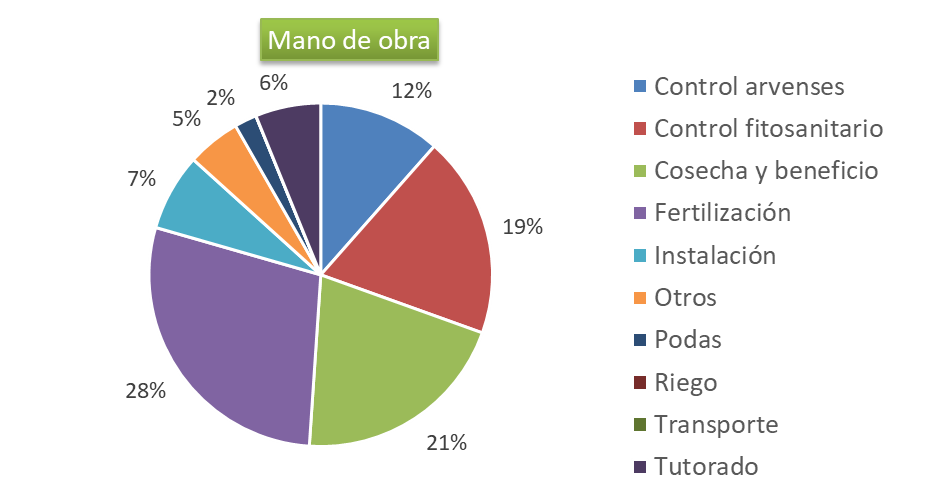 Mano de obra
6%
12%
2%
5%
7%
19%
28%
21%
Control arvenses
Control fitosanitario
Cosecha y beneficio
Fertilización
Instalación
Otros
Podas
Riego
Transporte
Tutorado